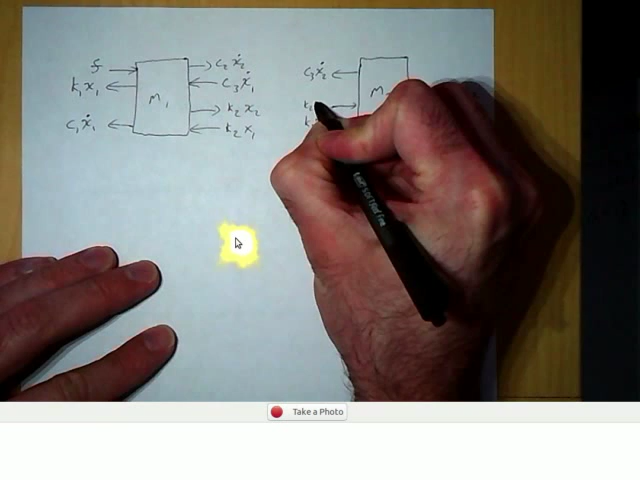 f
k₁x₁
c₁ẋ₁
M₁
c₂ẋ₂
c₃ẋ₁
k₂x₂
k₂x₁
c₃ẋ₂
M
Take a Photo